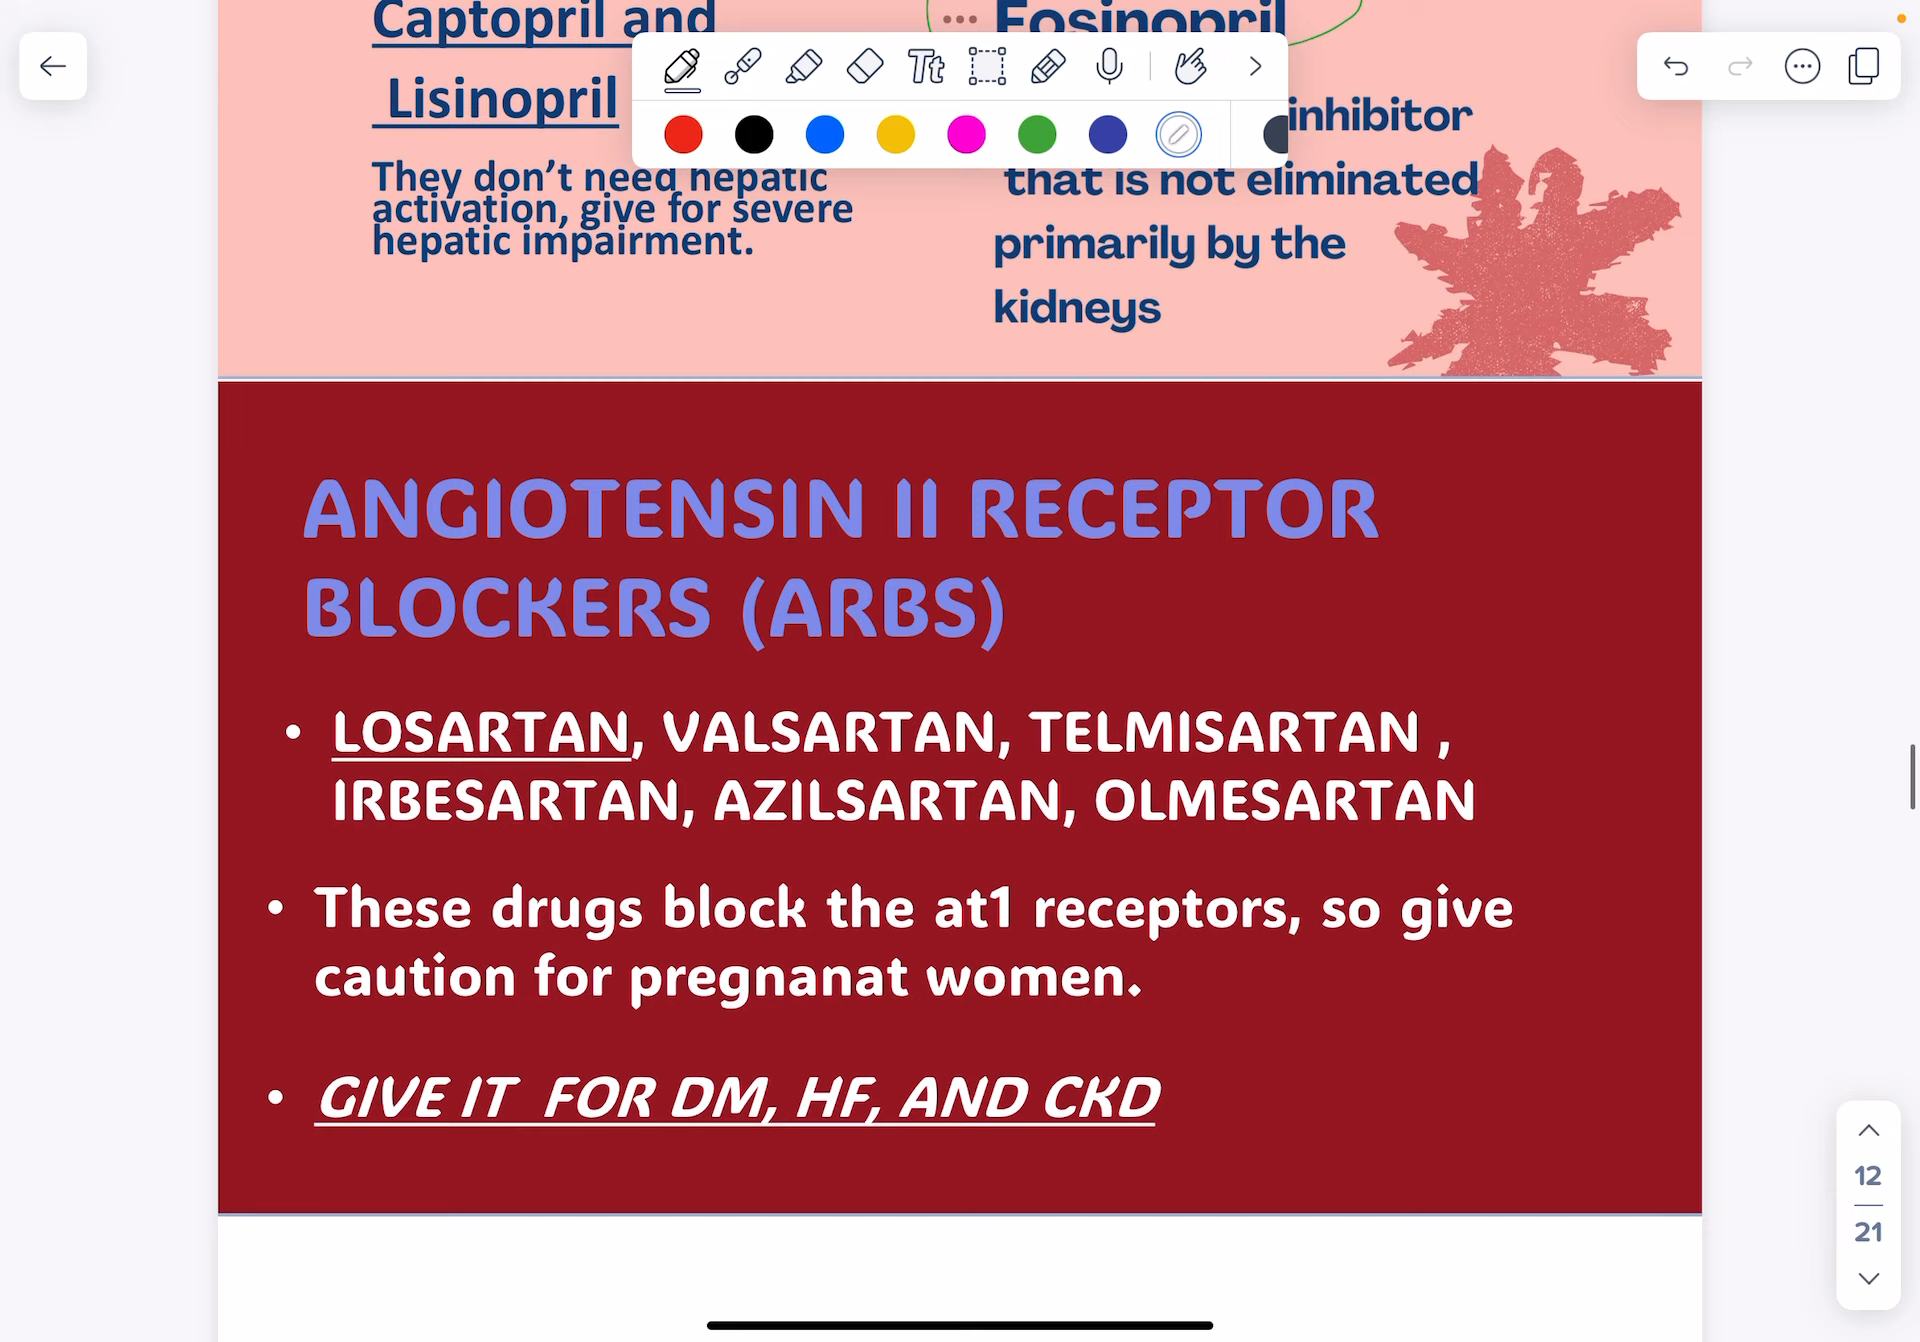 Captopril and
Lisinopril
They don't need hepatic
activation, give for severe
hepatic impairment.
Fosinopril
inhibitor
that is not eliminated
primarily by the
kidneys
Tt
ANGIOTENSIN II RECEPTOR
BLOCKERS (ARBS)
• LOSARTAN, VALSARTAN, TELMISARTAN ,
IRBESARTAN, AZILSARTAN, OLMESARTAN
• These drugs block the at1 receptors, so give
caution for pregnanat women.
• GIVE IT FOR DM, HF, AND CKD
12
21